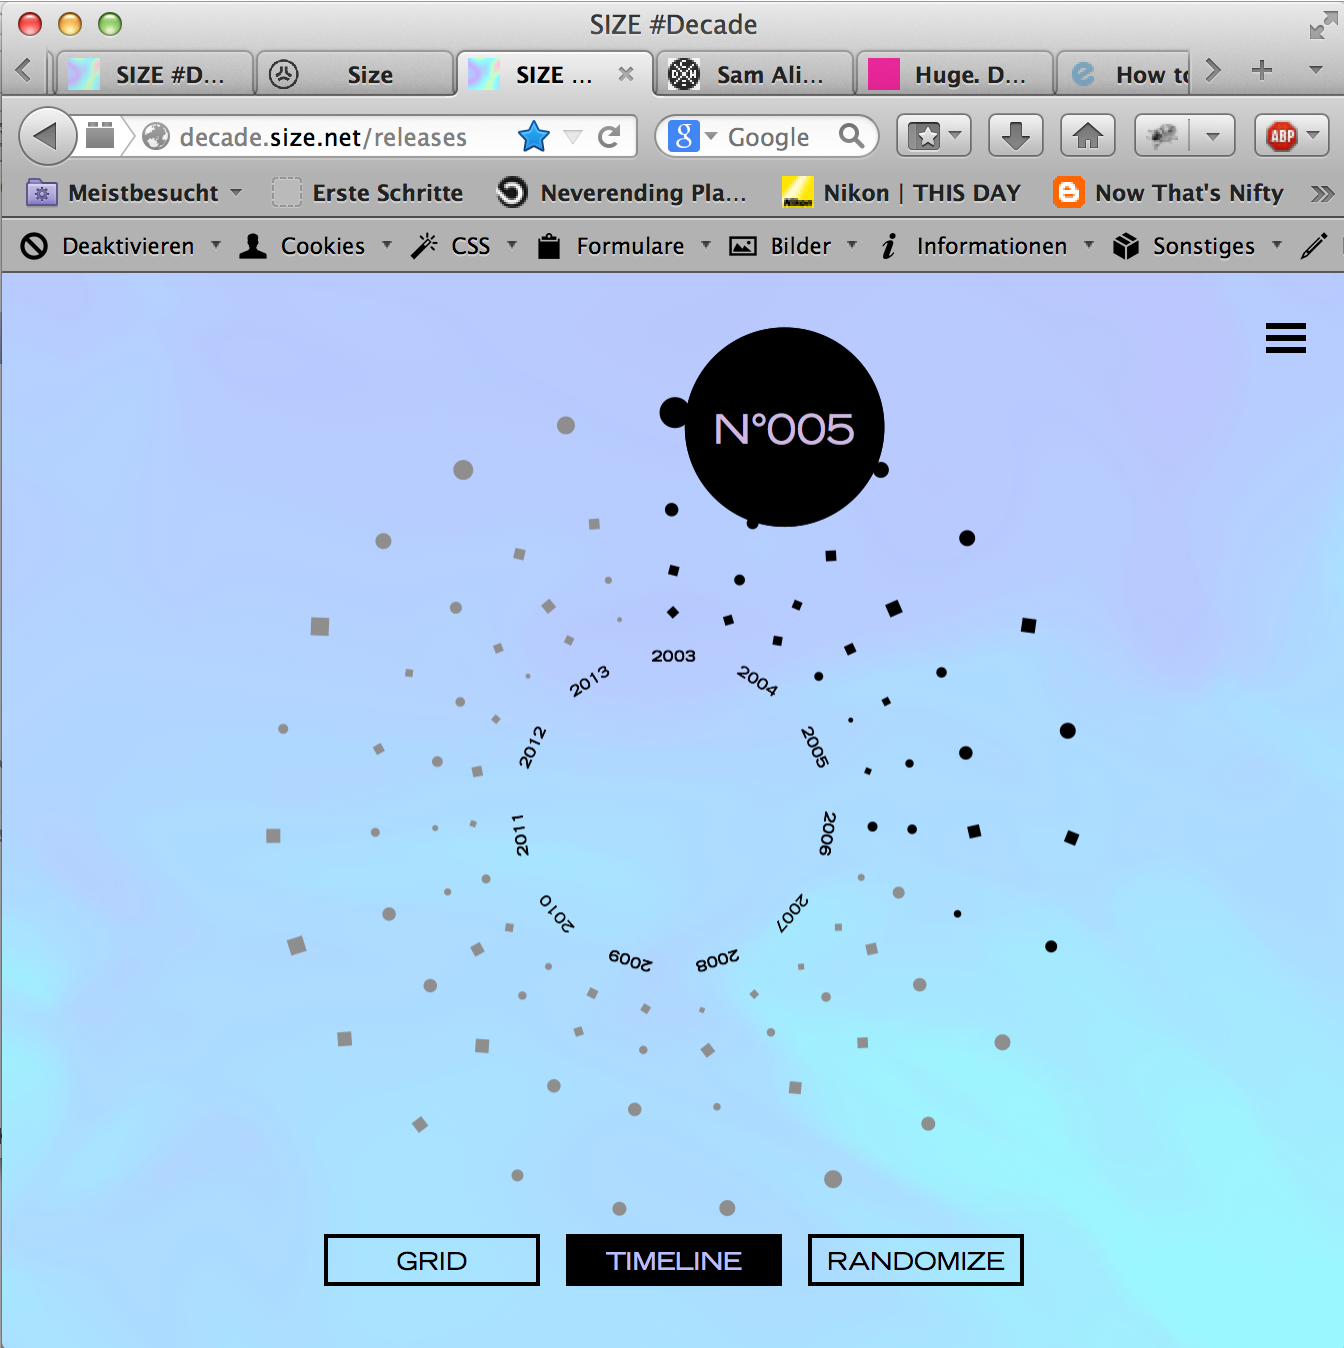 SIZE #Decade
SIZE #D...
Size
SIZE ...
Sam Ali...
Huge. D...
How to
decade.size.net/releases
Google
ABP
Meistbesucht
Erste Schritte
Neverending Pla...
Nikon | THIS DAY
Now That's Nifty
Deaktivieren
Cookies
CSS
Formulare
Bilder
Informationen
Sonstiges
N°005
2003
2004
2005
2006
2007
2008
2009
2010
2011
2012
2013
GRID
TIMELINE
RANDOMIZE